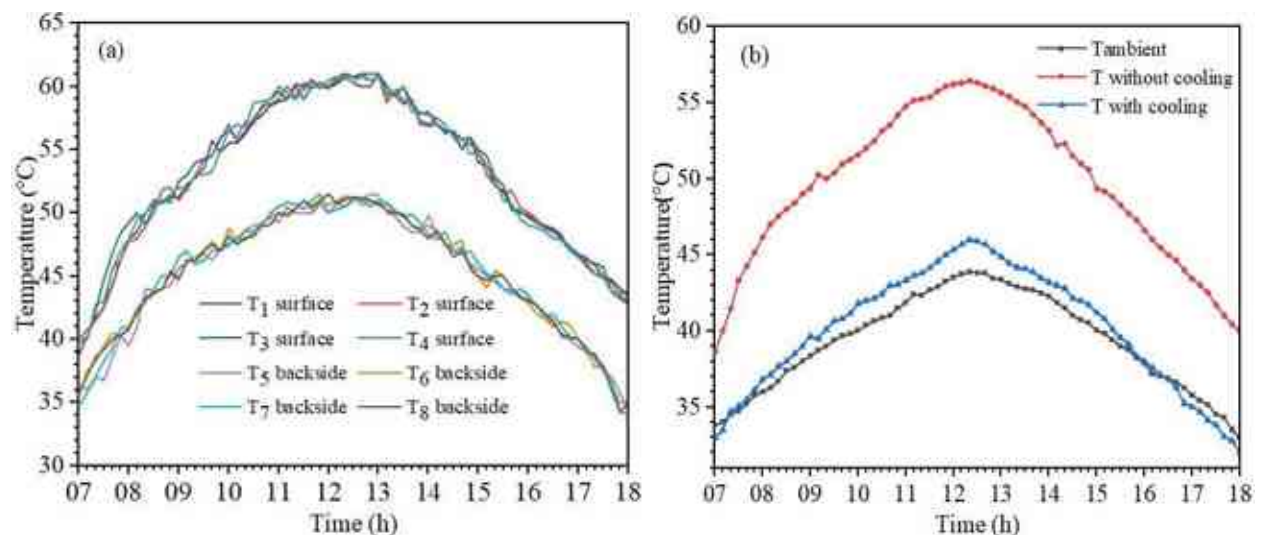 (a)
65
60
55
50
45
40
35
30
Temperature (°C)
T1 surface
T2 surface
T3 surface
T4 surface
T5 backside
T6 backside
T7 backside
T8 backside
07 08 09 10 11 12 13 14 15 16 17 18
Time (h)
(b)
60
55
50
45
40
35
Temperature(°C)
Tambient
T without cooling
T with cooling
07 08 09 10 11 12 13 14 15 16 17 18
Time (h)